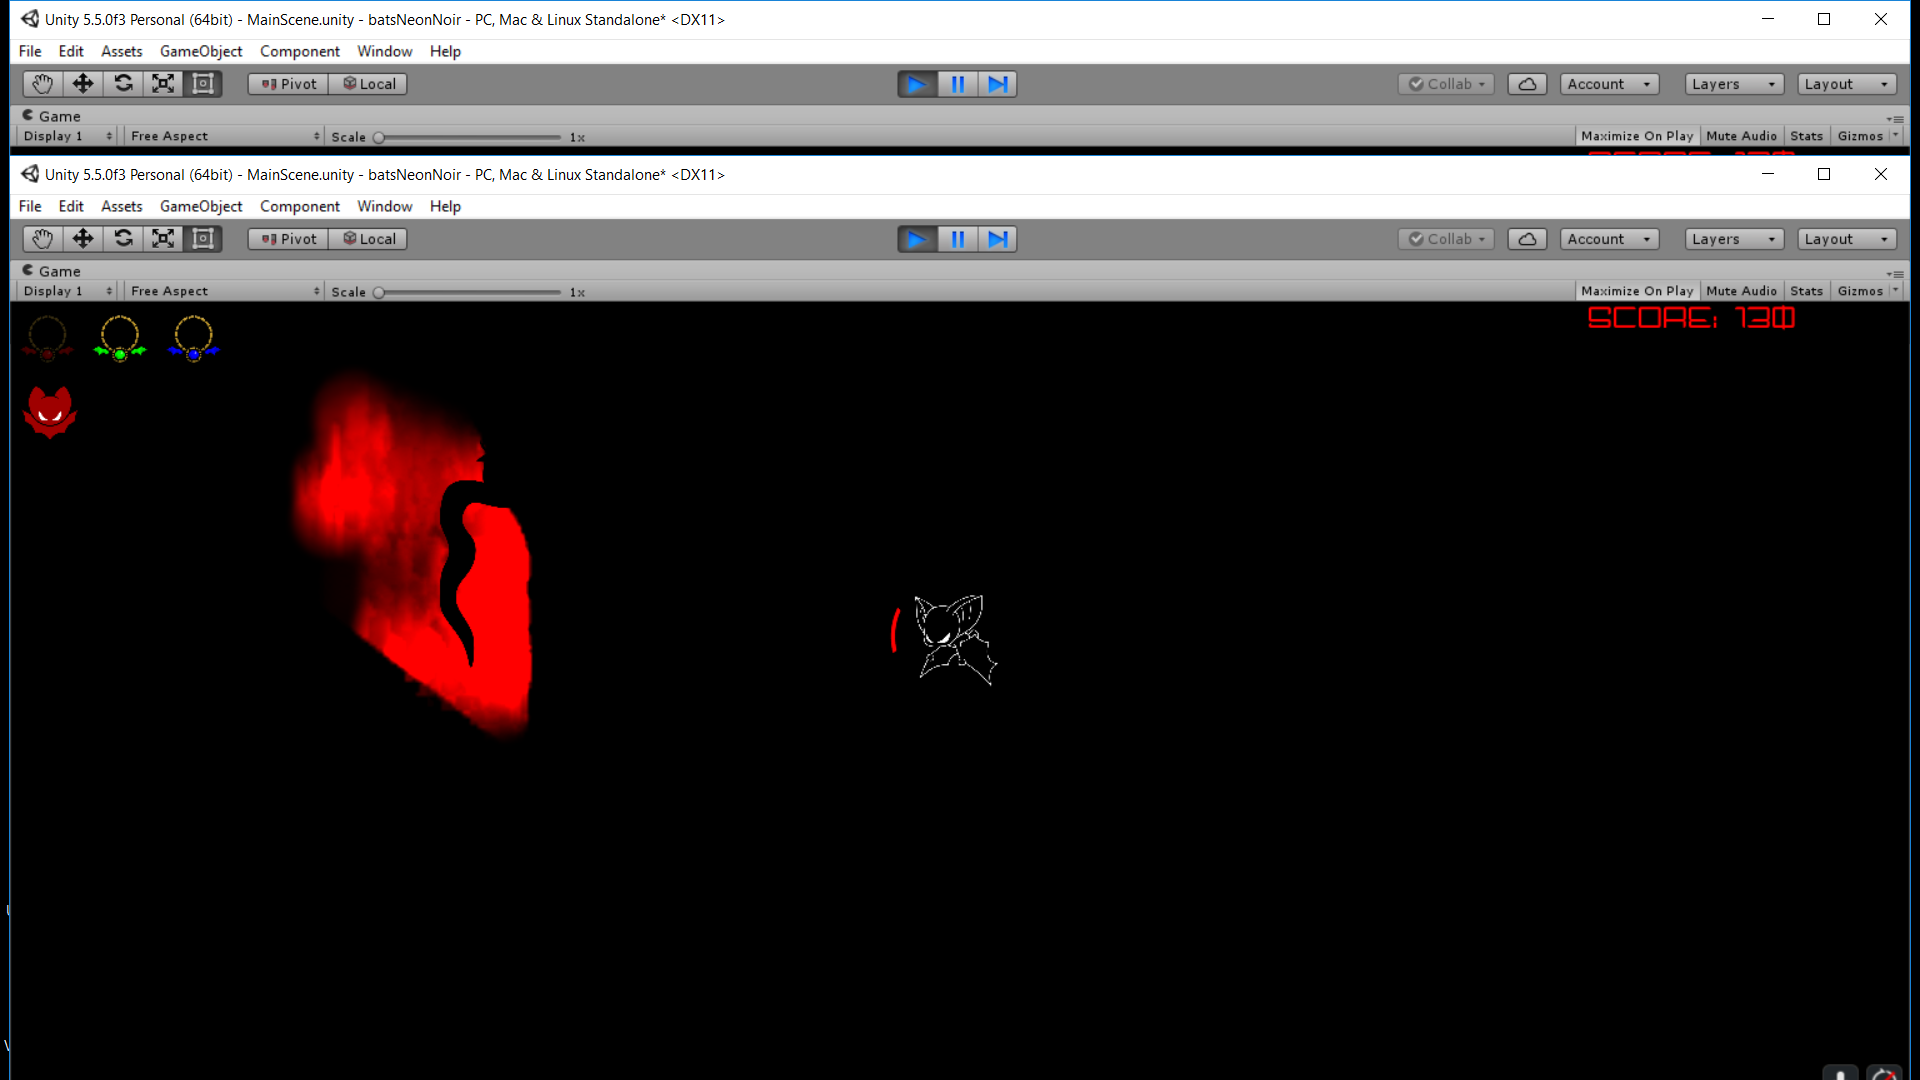 Unity 5.5.0f3 Personal (64bit) - MainScene.unity - batsNeonNoir - PC, Mac & Linux Standalone* <DX11>
File Edit Assets GameObject Component Window Help
Pivot Local Collab Account Layers Layout
Game
Display 1 Free Aspect Scale 1x Maximize On Play Mute Audio Stats Gizmos
Unity 5.5.0f3 Personal (64bit) - MainScene.unity - batsNeonNoir - PC, Mac & Linux Standalone* <DX11>
File Edit Assets GameObject Component Window Help
Pivot Local Collab Account Layers Layout
Game
Display 1 Free Aspect Scale 1x Maximize On Play Mute Audio Stats Gizmos
SCORE: 130